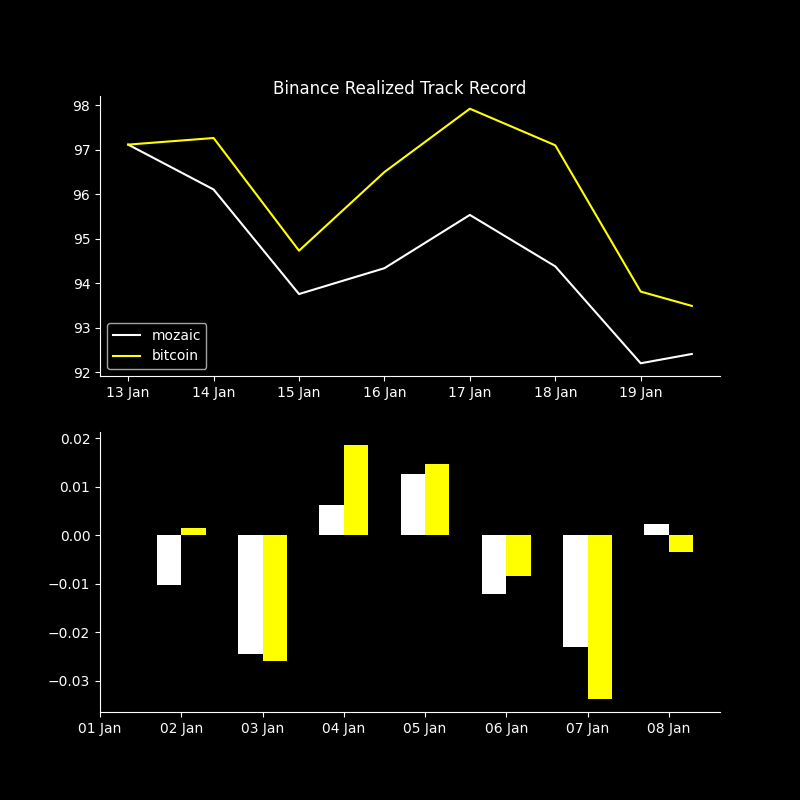 Binance Realized Track Record
98
97
96
95
94
93
92
mozaic
bitcoin
13 Jan 14 Jan 15 Jan 16 Jan 17 Jan 18 Jan 19 Jan
0.02
0.01
0.00
−0.01
−0.02
−0.03
01 Jan 02 Jan 03 Jan 04 Jan 05 Jan 06 Jan 07 Jan 08 Jan